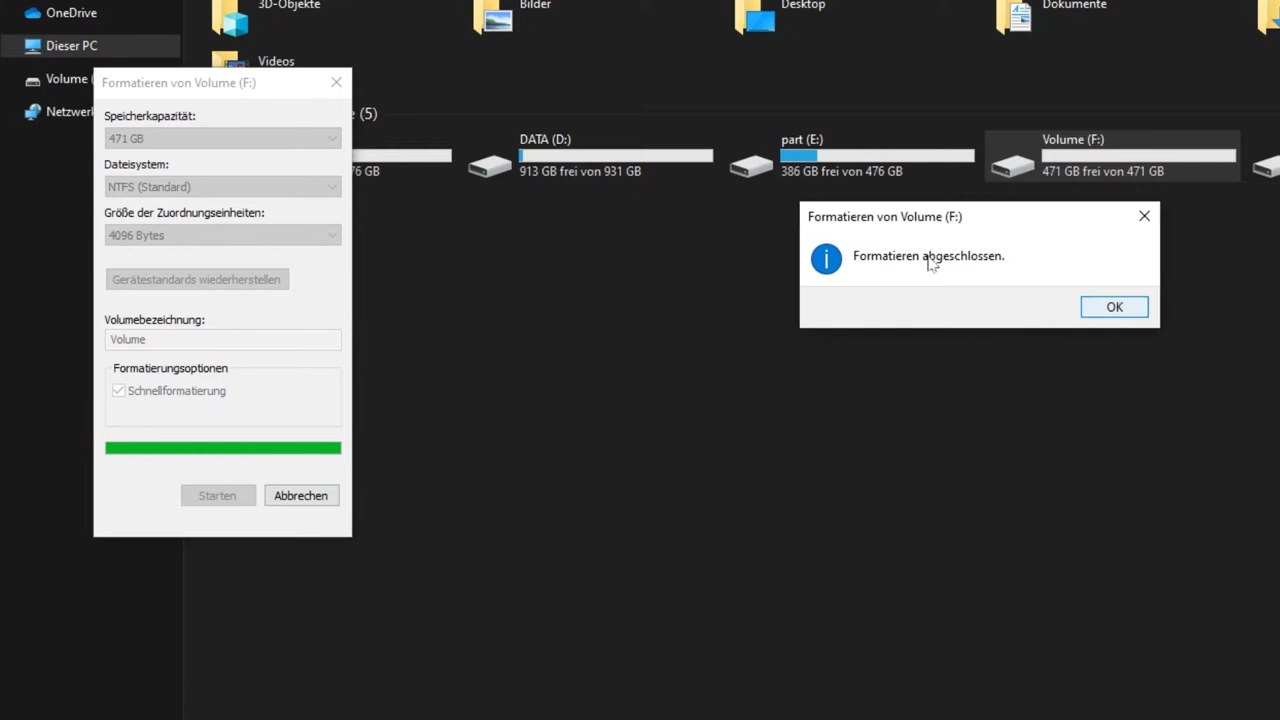 OneDrive
3D-Objekte
Bilder
Desktop
Dokumente
Dieser PC
Videos
Volume (
Netzwerk
(5)
DATA (D:)
913 GB frei von 931 GB
part (E:)
386 GB frei von 476 GB
Volume (F:)
471 GB frei von 471 GB
76 GB
Formatieren von Volume (F:)
Speicherkapazität:
471 GB
Dateisystem:
NTFS (Standard)
Größe der Zuordnungseinheiten:
4096 Bytes
Gerätestandards wiederherstellen
Volumebezeichnung:
Volume
Formatierungsoptionen
Schnellformatierung
Starten
Abbrechen
Formatieren von Volume (F:)
Formatieren abgeschlossen.
OK